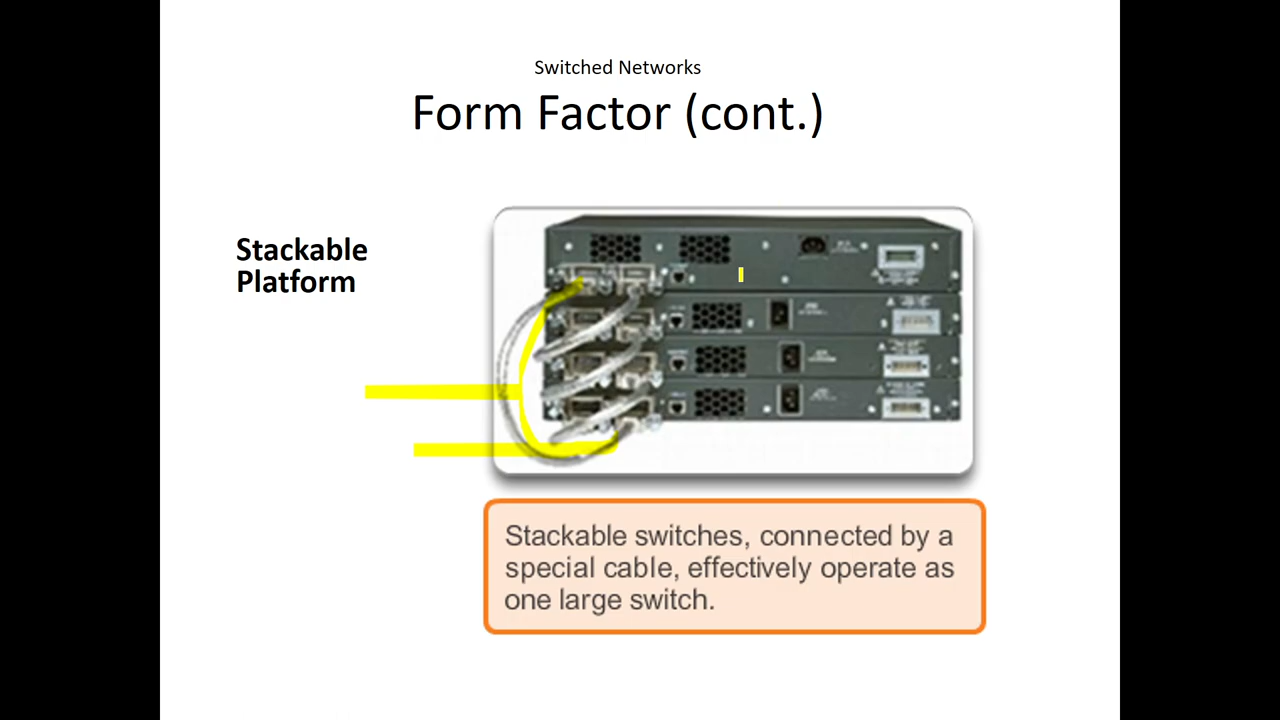 Switched Networks
Form Factor (cont.)
Stackable
Platform
Stackable switches, connected by a
special cable, effectively operate as
one large switch.